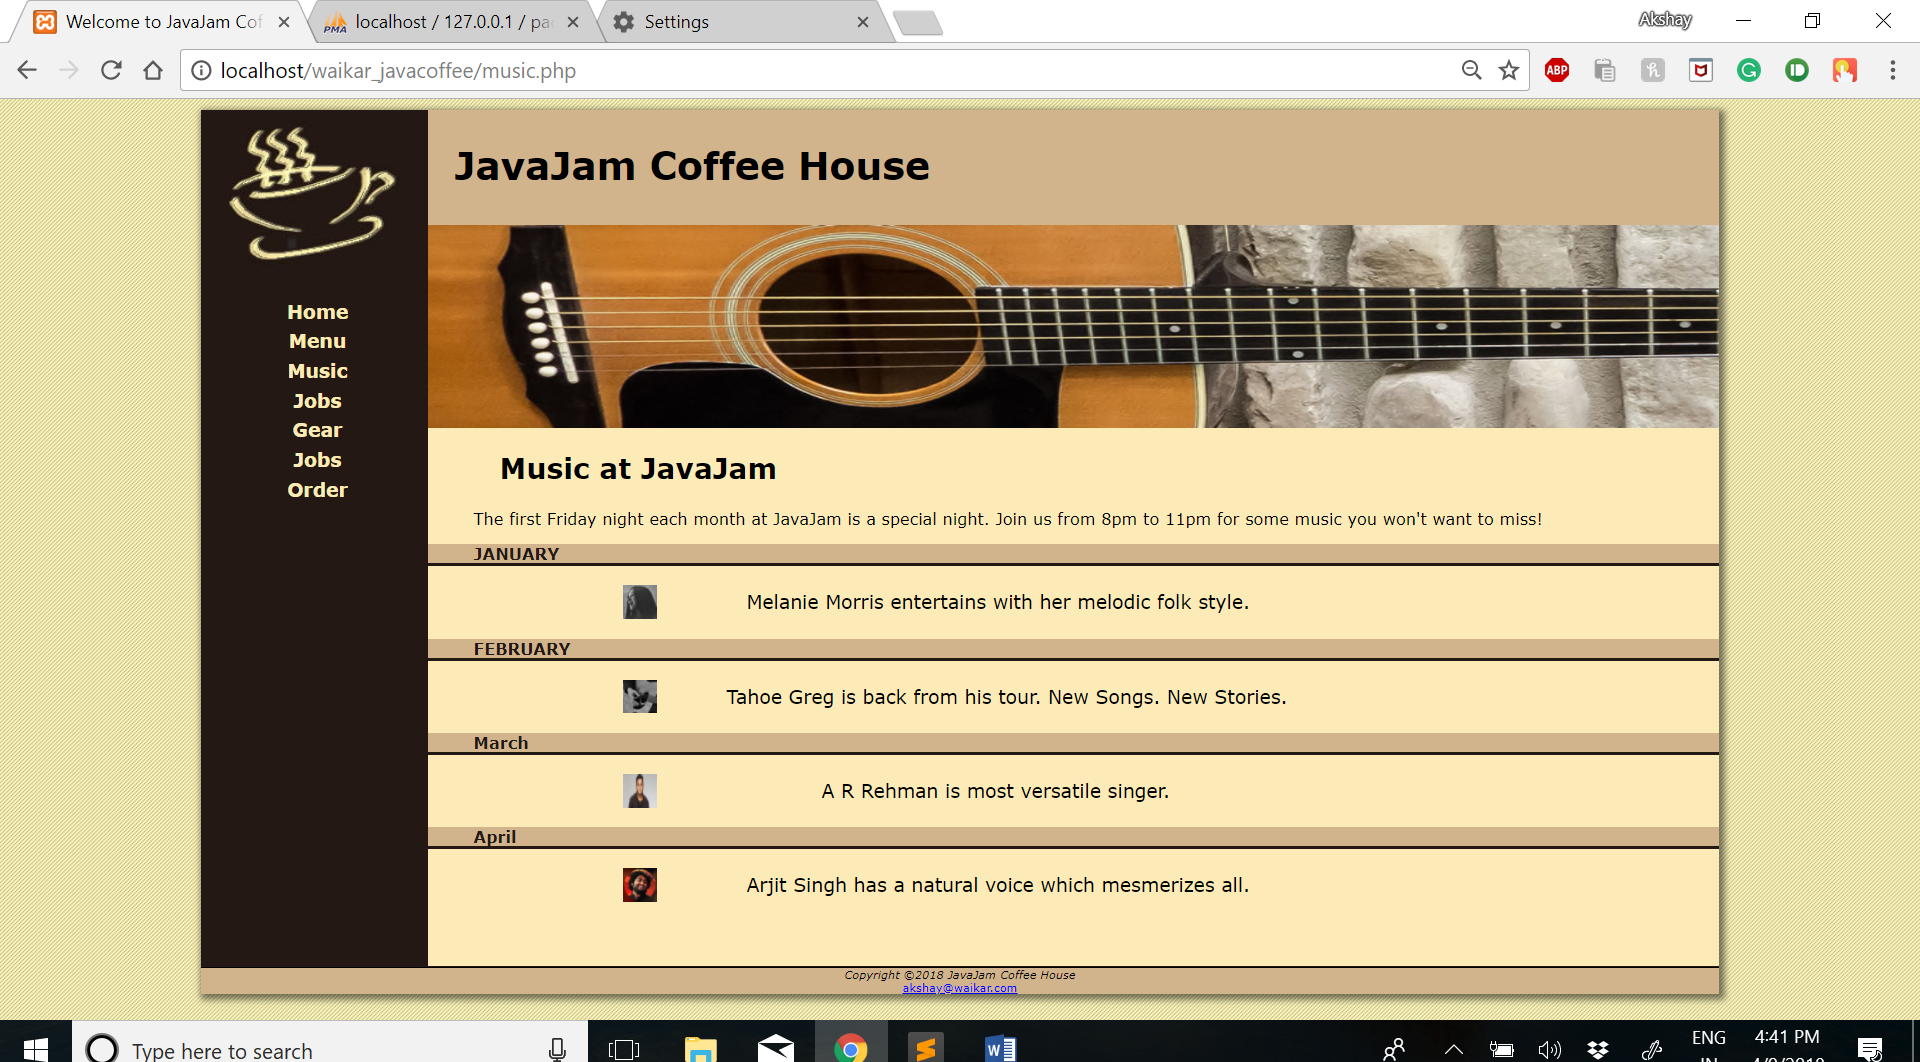 Welcome to JavaJam Cof
localhost / 127.0.0.1 / pa
Settings
Akshay
localhost/waikar_javacoffee/music.php
ABP
JavaJam Coffee House
Home
Menu
Music
Jobs
Gear
Jobs
Order
Music at JavaJam
The first Friday night each month at JavaJam is a special night. Join us from 8pm to 11pm for some music you won't want to miss!
JANUARY
Melanie Morris entertains with her melodic folk style.
FEBRUARY
Tahoe Greg is back from his tour. New Songs. New Stories.
March
A R Rehman is most versatile singer.
April
Arjit Singh has a natural voice which mesmerizes all.
Copyright ©2018 JavaJam Coffee House
akshay@waikar.com
Type here to search
ENG
4:41 PM